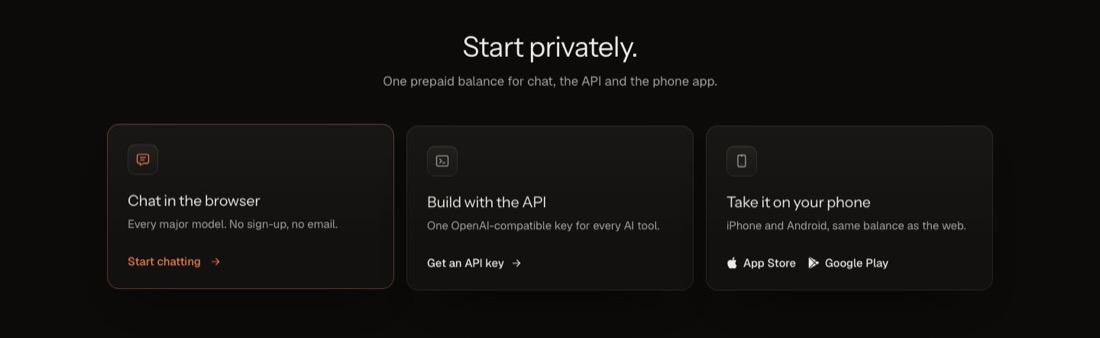 Start privately.
One prepaid balance for chat, the API and the phone app.
Chat in the browser
Every major model. No sign-up, no email.
Start chatting →
Build with the API
One OpenAI-compatible key for every AI tool.
Get an API key →
Take it on your phone
iPhone and Android, same balance as the web.
App Store Google Play